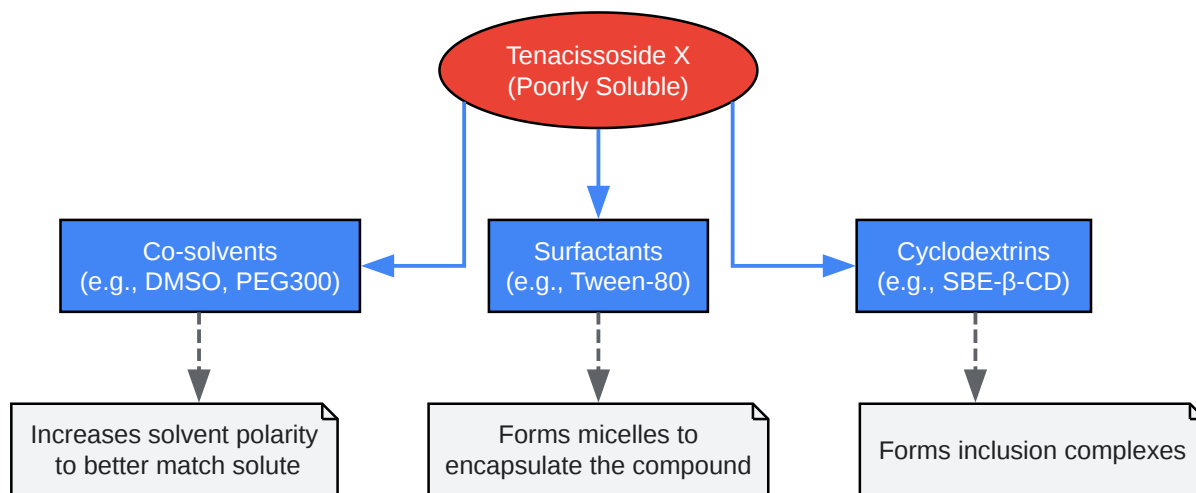 Tenacissoside X
(Poorly Soluble)
Co-solvents
(e.g., DMSO, PEG300)
Surfactants
(e.g., Tween-80)
Cyclodextrins
(e.g., SBE-β-CD)
Increases solvent polarity
to better match solute
Forms micelles to
encapsulate the compound
Forms inclusion complexes